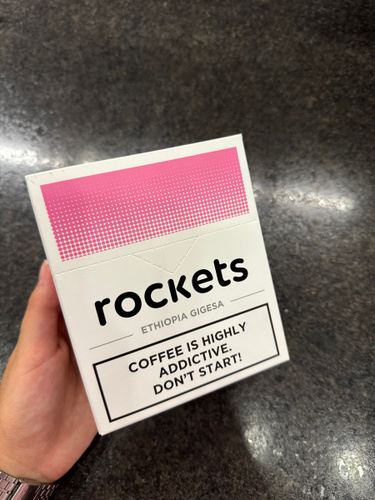 rockets
ETHIOPIA GIGESA
COFFEE IS HIGHLY
ADDICTIVE.
DON'T START!